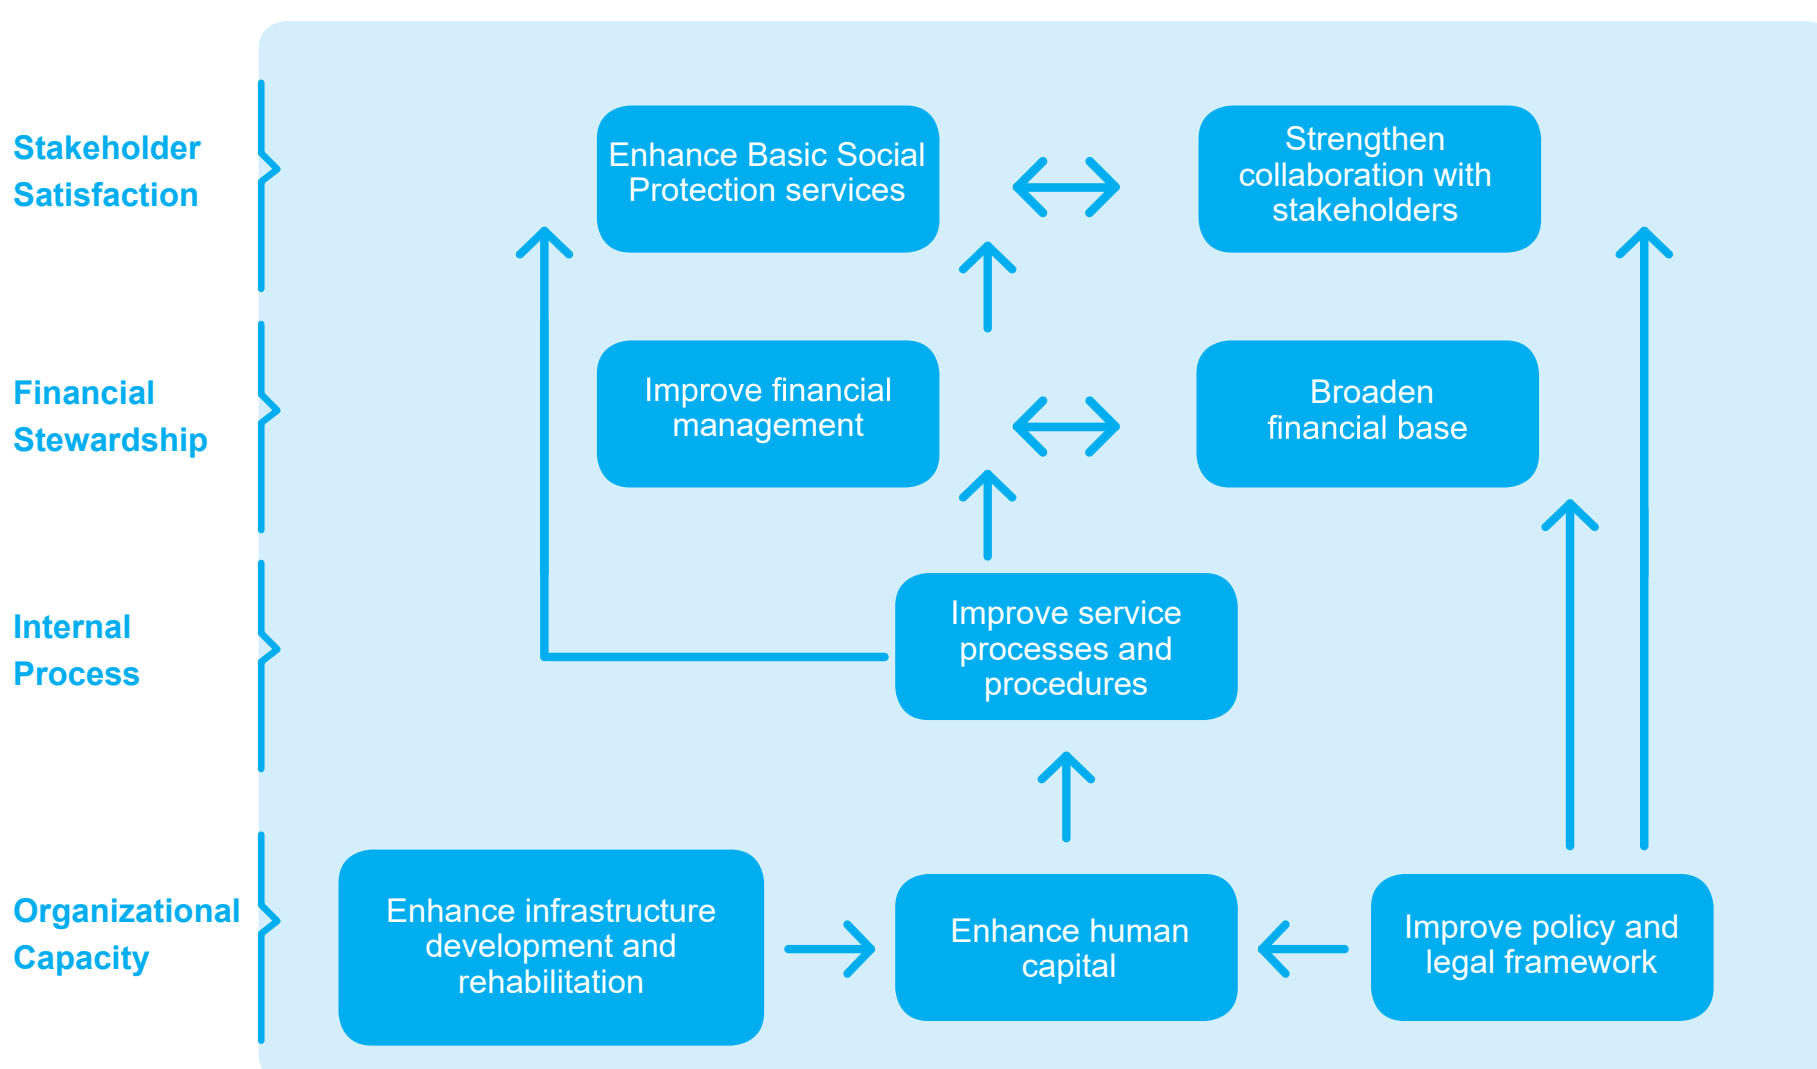 Stakeholder
Satisfaction
Enhance Basic Social
Protection services
Strengthen
collaboration with
stakeholders
Financial
Stewardship
Improve financial
management
Broaden
financial base
Internal
Process
Improve service
processes and
procedures
Organizational
Capacity
Enhance infrastructure
development and
rehabilitation
Enhance human
capital
Improve policy and
legal framework